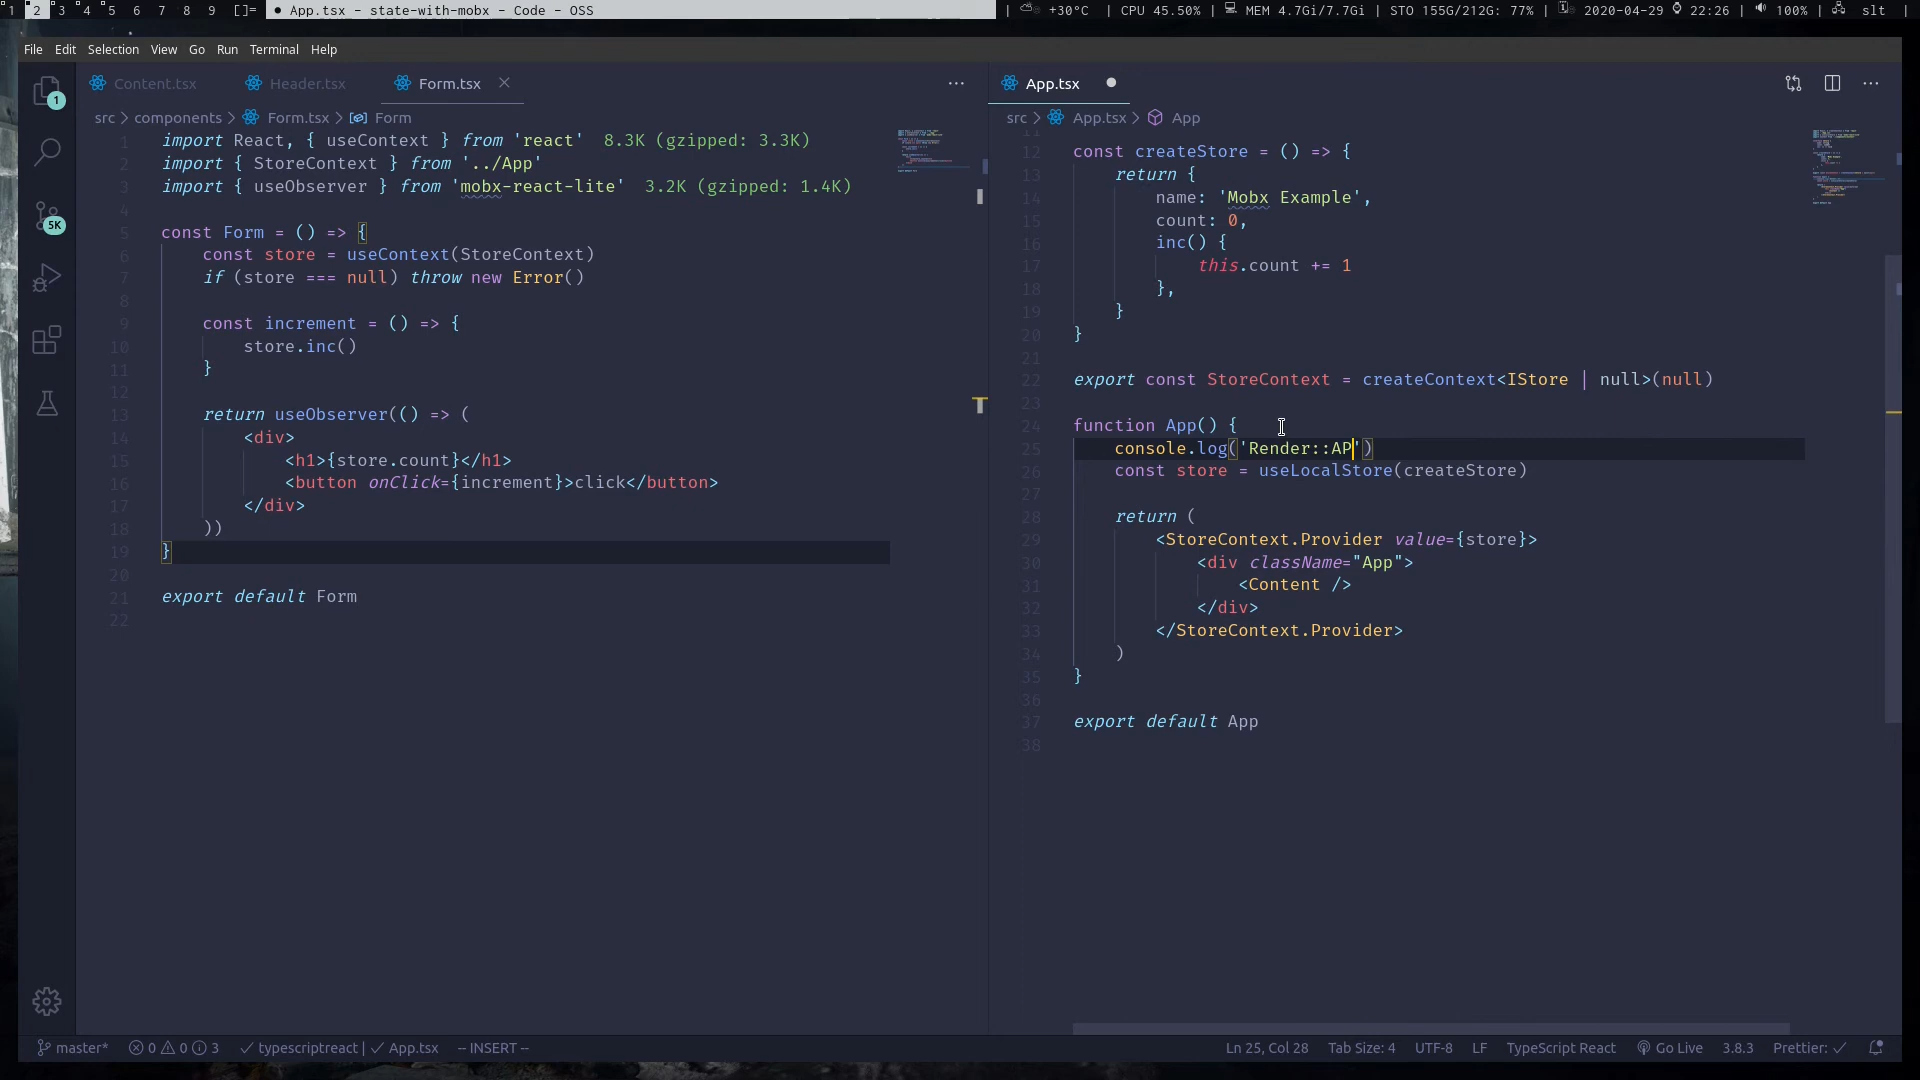 1 2 3 4 5 6 7 8 9 []= App.tsx - state-with-mobx - Code - OSS | +30°C | CPU 45.50% | MEM 4.7Gi/7.7Gi | STO 155G/212G: 77% | 2020-04-29 22:26 | 100% | slt |
File Edit Selection View Go Run Terminal Help
Content.tsx Header.tsx Form.tsx
src > components > Form.tsx > Form
1 import React, { useContext } from 'react' 8.3K (gzipped: 3.3K)
2 import { StoreContext } from '../App'
3 import { useObserver } from 'mobx-react-lite' 3.2K (gzipped: 1.4K)
4
5 const Form = () => {
6 const store = useContext(StoreContext)
7 if (store === null) throw new Error()
8
9 const increment = () => {
10 store.inc()
11 }
12
13 return useObserver(() => (
14 <div>
15 <h1>{store.count}</h1>
16 <button onClick={increment}>click</button>
17 </div>
18 ))
19 }
20
21 export default Form
22
App.tsx
src > App.tsx > App
12 const createStore = () => {
13 return {
14 name: 'Mobx Example',
15 count: 0,
16 inc() {
17 this.count += 1
18 },
19 }
20 }
21
22 export const StoreContext = createContext<IStore | null>(null)
23
24 function App() {
25 console.log('Render::AP')
26 const store = useLocalStore(createStore)
27
28 return (
29 <StoreContext.Provider value={store}>
30 <div className="App">
31 <Content />
32 </div>
33 </StoreContext.Provider>
34 )
35 }
36
37 export default App
38
1
5K
master* 0 0 3 typescriptreact | App.tsx -- INSERT --
Ln 25, Col 28 Tab Size: 4 UTF-8 LF TypeScript React Go Live 3.8.3 Prettier: